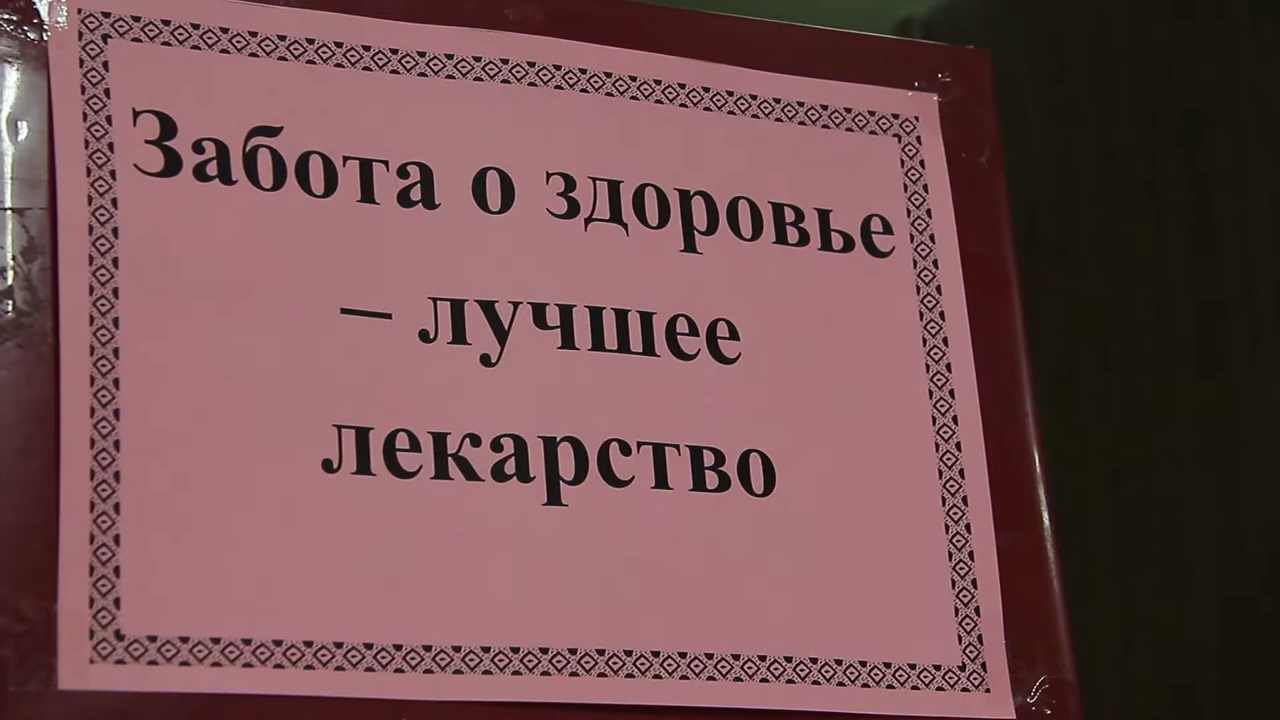 Забота о здоровье
– лучшее
лекарство